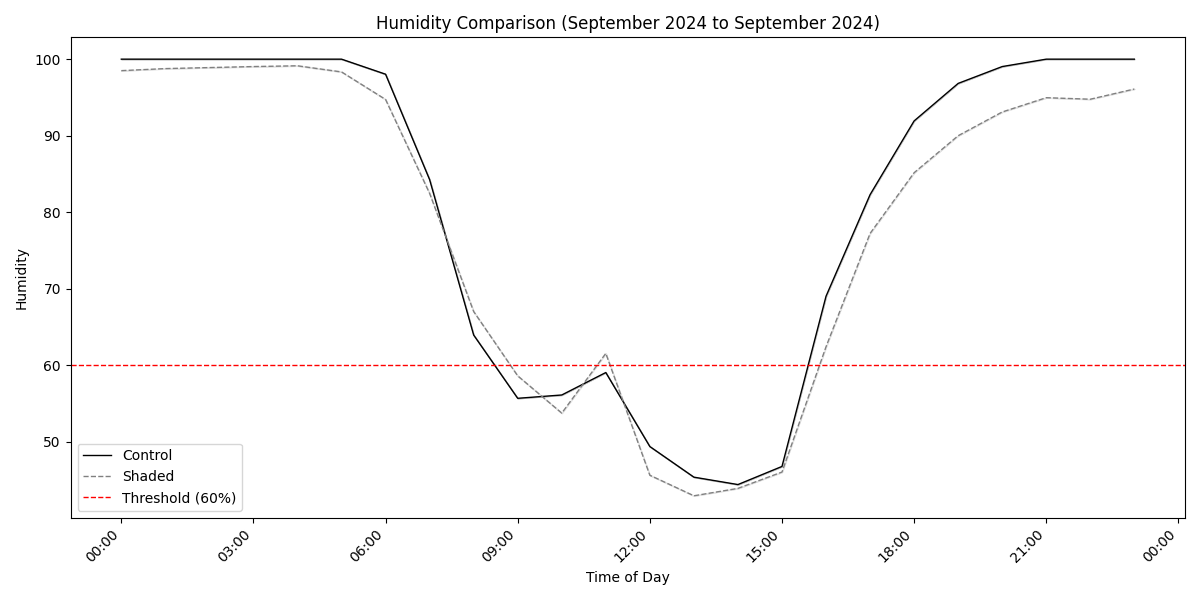 Humidity Comparison (September 2024 to September 2024)
Humidity
100
90
80
70
60
50
Control
Shaded
Threshold (60%)
00:00
03:00
06:00
09:00
12:00
15:00
18:00
21:00
00:00
Time of Day